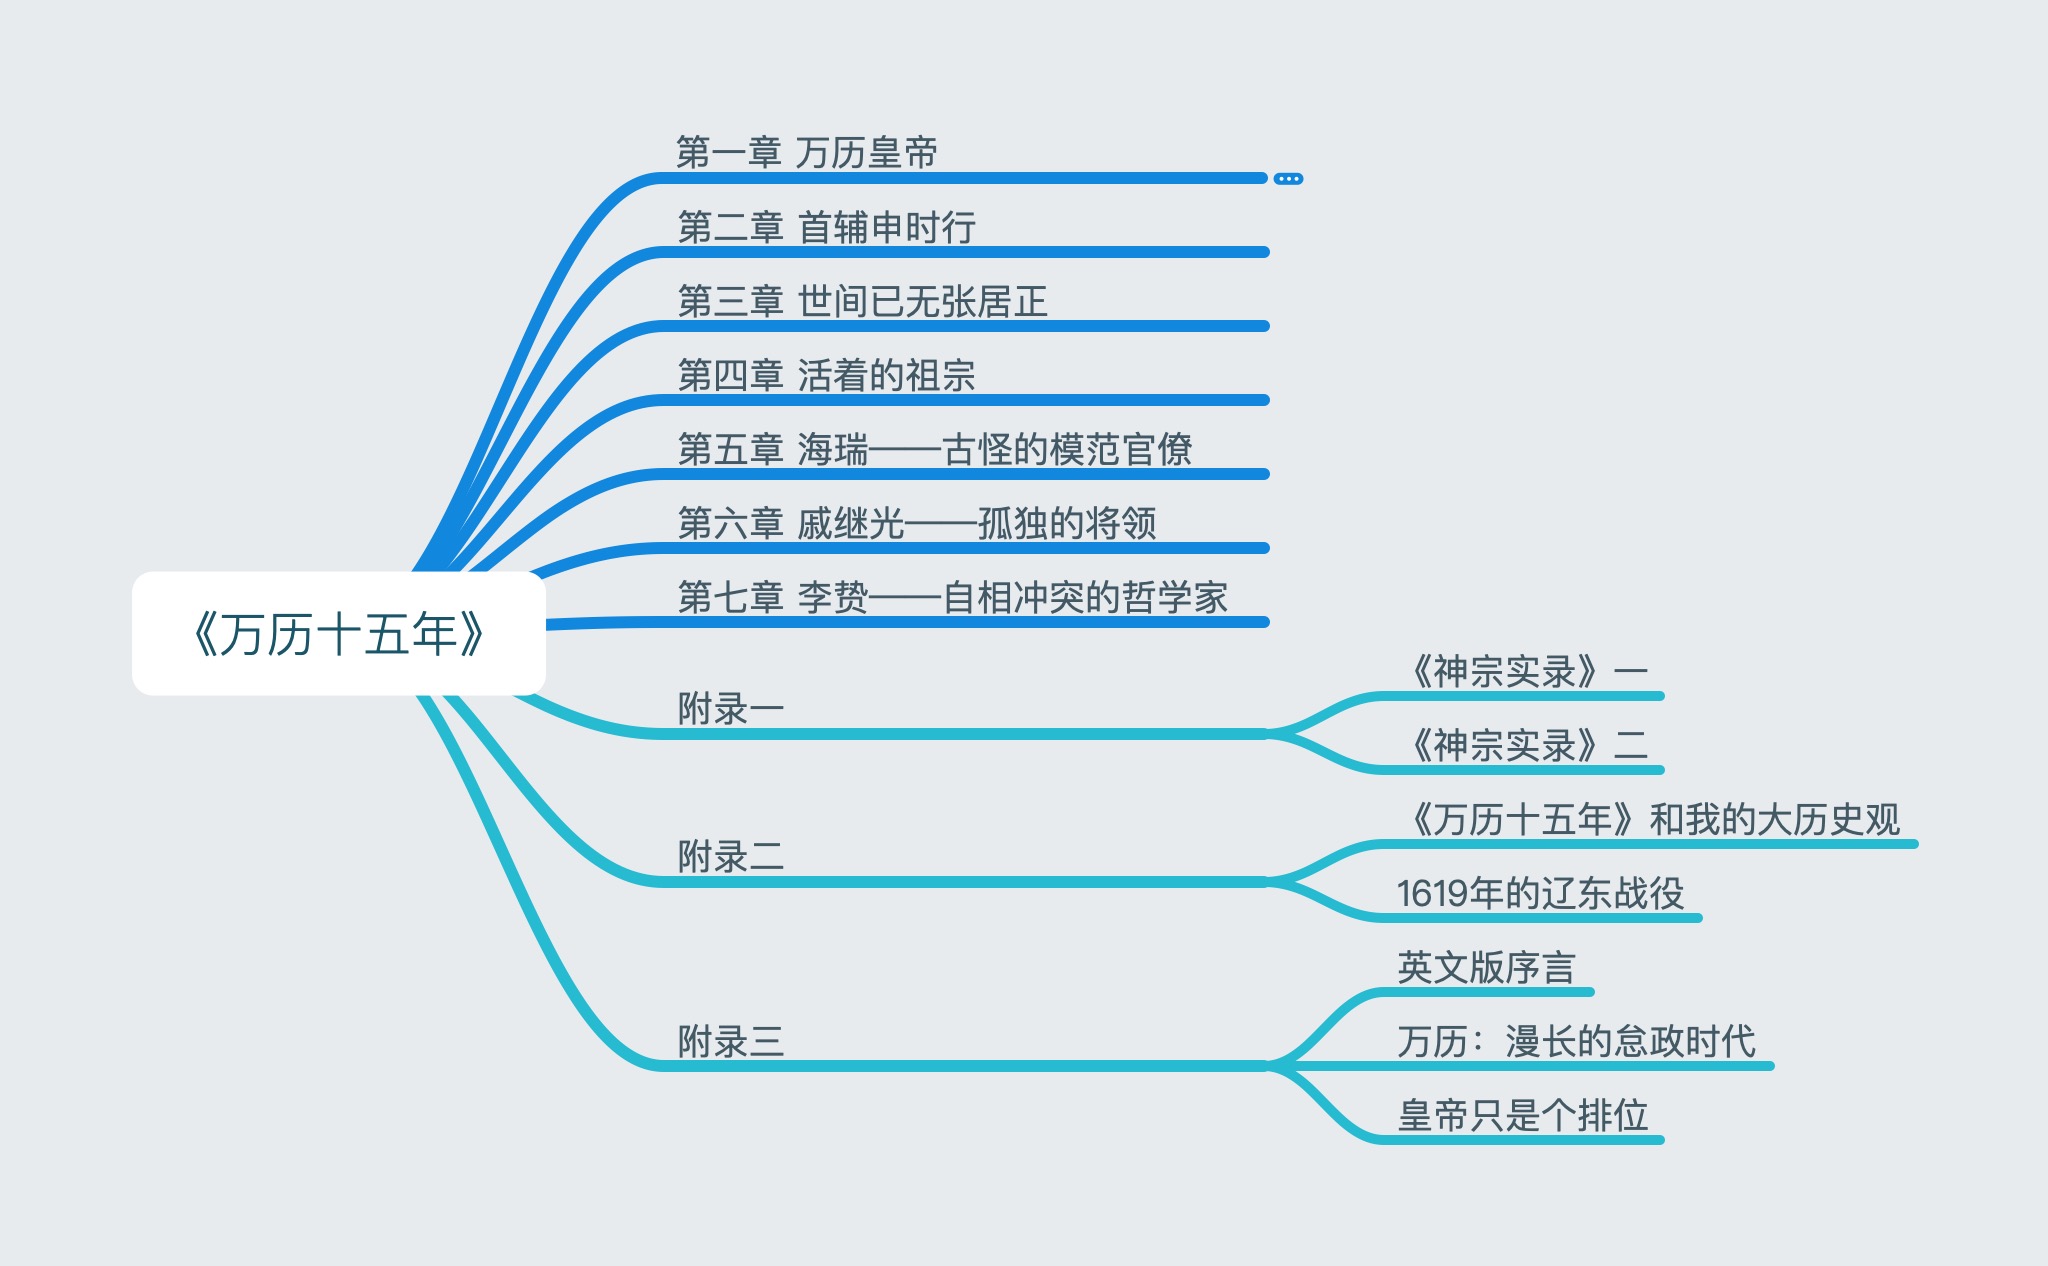 《万历十五年》
第一章 万历皇帝
第二章 首辅申时行
第三章 世间已无张居正
第四章 活着的祖宗
第五章 海瑞——古怪的模范官僚
第六章 戚继光——孤独的将领
第七章 李贽——自相冲突的哲学家
附录一
《神宗实录》一
《神宗实录》二
附录二
《万历十五年》和我的大历史观
1619年的辽东战役
附录三
英文版序言
万历：漫长的怠政时代
皇帝只是个排位